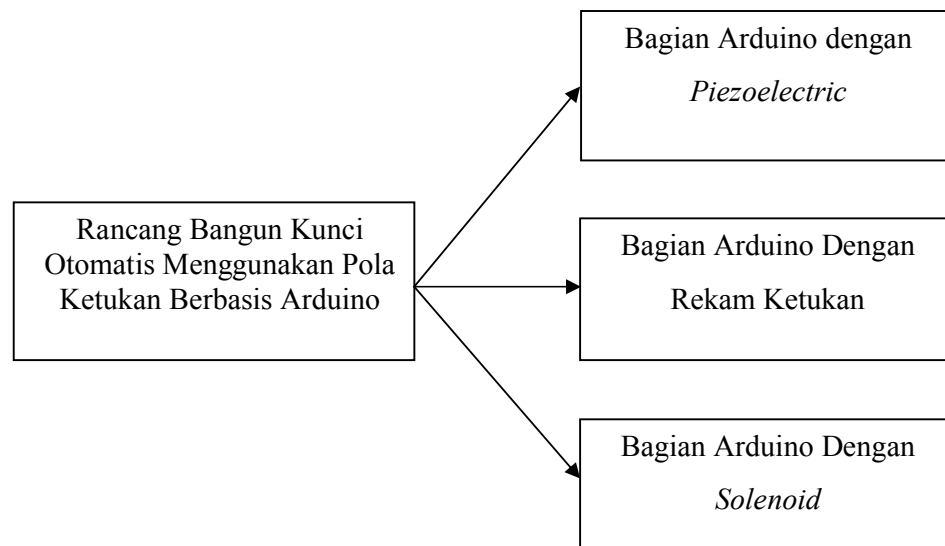 Bagian Arduino dengan
Piezoelectric
Rancang Bangun Kunci
Otomatis Menggunakan Pola
Ketukan Berbasis Arduino
Bagian Arduino Dengan
Rekam Ketukan
Bagian Arduino Dengan
Solenoid